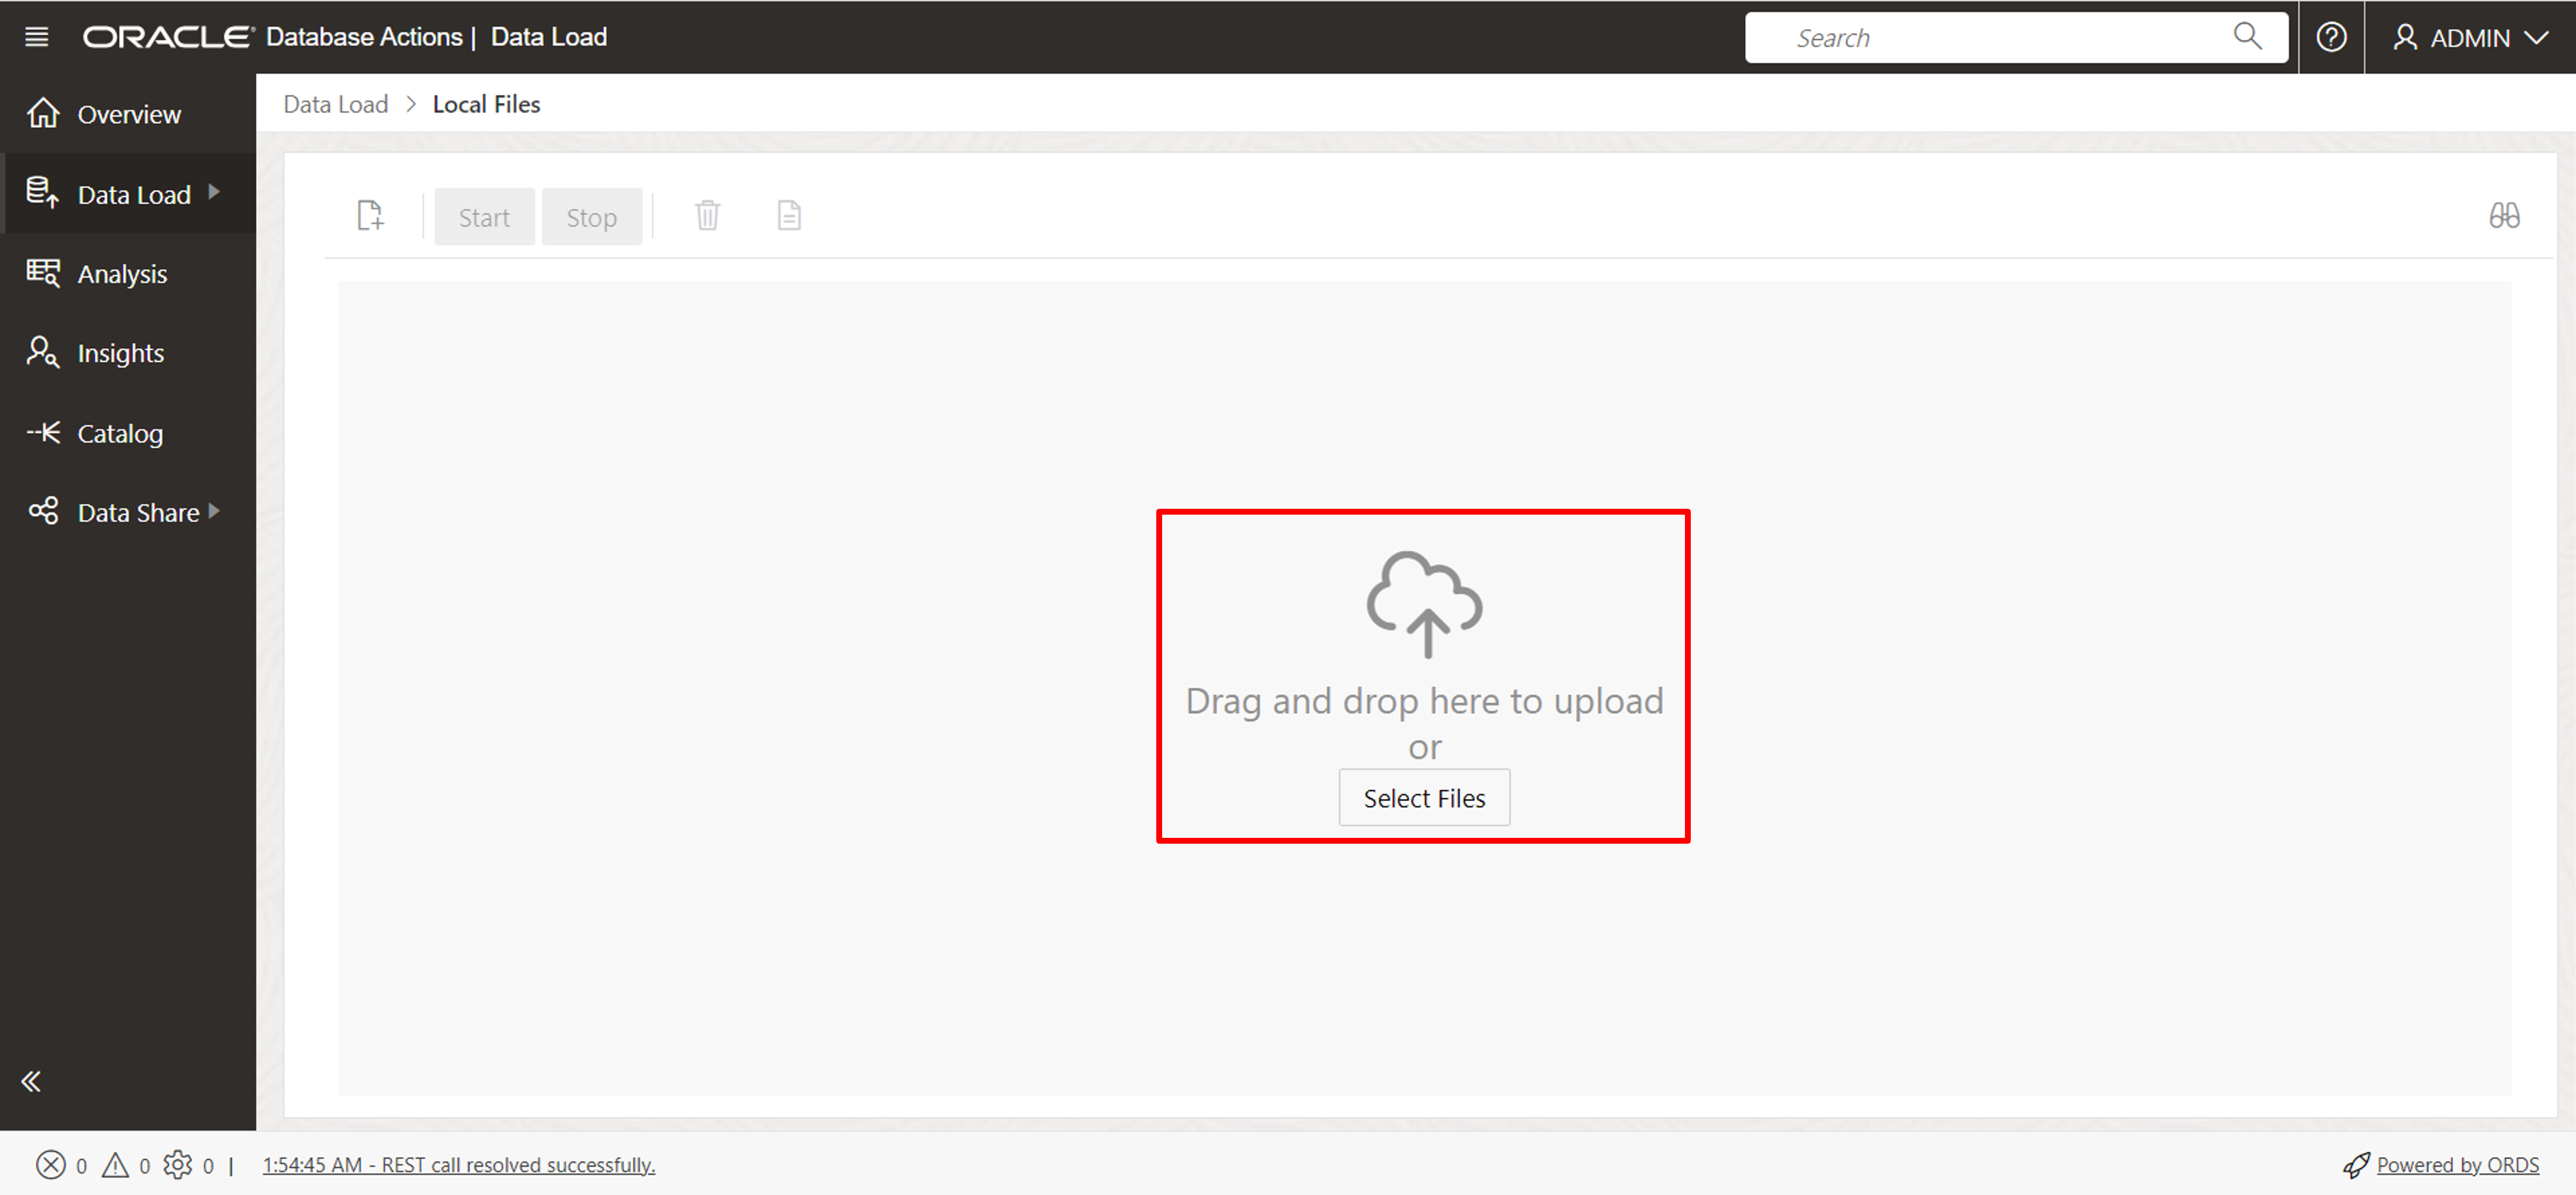 ORACLE® Database Actions | Data Load
Search
ADMIN
Overview
Data Load
Analysis
Insights
Catalog
Data Share
Data Load > Local Files
Start
Stop
Drag and drop here to upload
or
Select Files
0 0 0 | 1:54:45 AM - REST call resolved successfully.
Powered by ORDS